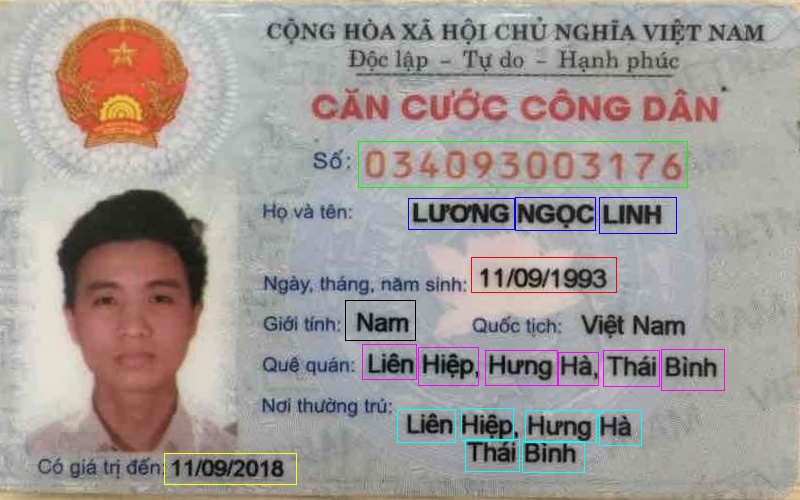 CỘNG HÒA XÃ HỘI CHỦ NGHĨA VIỆT NAM
Độc lập – Tự do – Hạnh phúc
CĂN CƯỚC CÔNG DÂN
Số: 034093003176
Họ và tên: LƯƠNG NGỌC LINH
Ngày, tháng, năm sinh: 11/09/1993
Giới tính: Nam Quốc tịch: Việt Nam
Quê quán: Liên Hiệp, Hưng Hà, Thái Bình
Nơi thường trú: Liên Hiệp, Hưng Hà
Thái Bình
Có giá trị đến: 11/09/2018